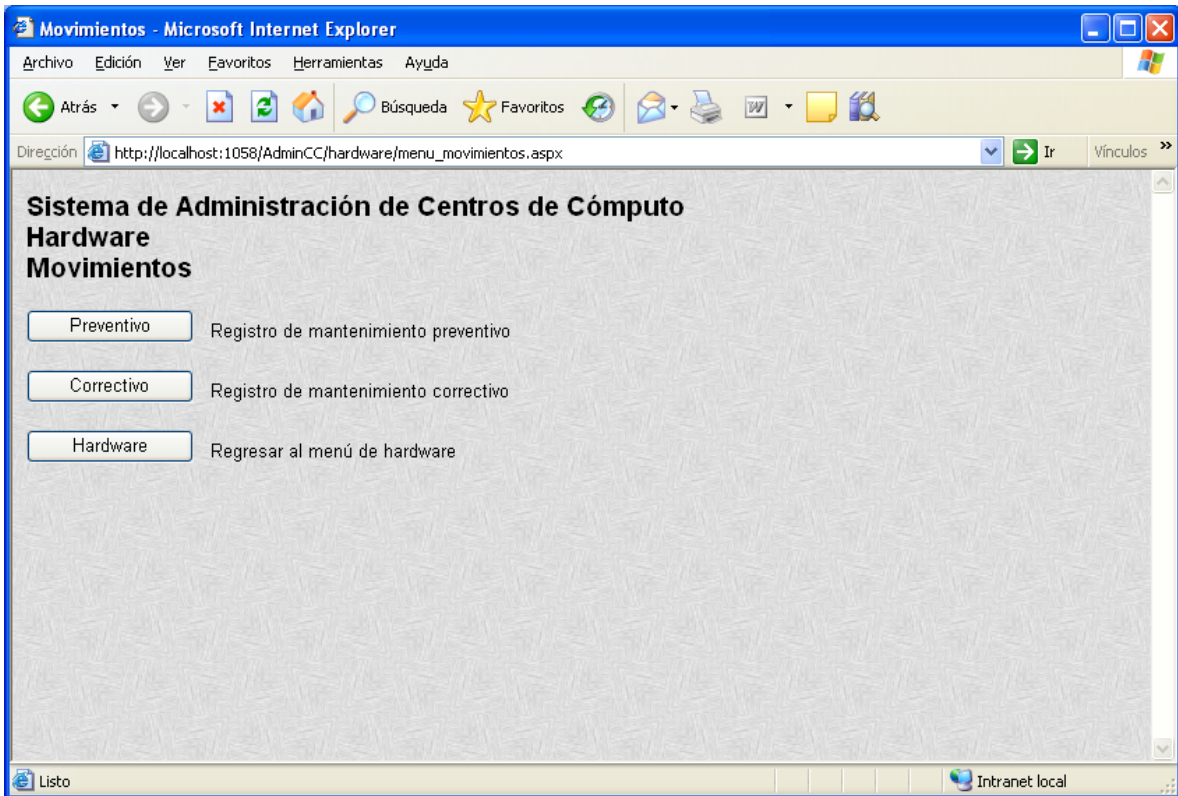 Movimientos - Microsoft Internet Explorer
Archivo Edición Ver Favoritos Herramientas Ayuda
Atrás Búsqueda Favoritos
Dirección http://localhost:1058/AdminCC/hardware/menu_movimientos.aspx Ir Vínculos »
Sistema de Administración de Centros de Cómputo
Hardware
Movimientos
Preventivo Registro de mantenimiento preventivo
Correctivo Registro de mantenimiento correctivo
Hardware Regresar al menú de hardware
Listo Intranet local